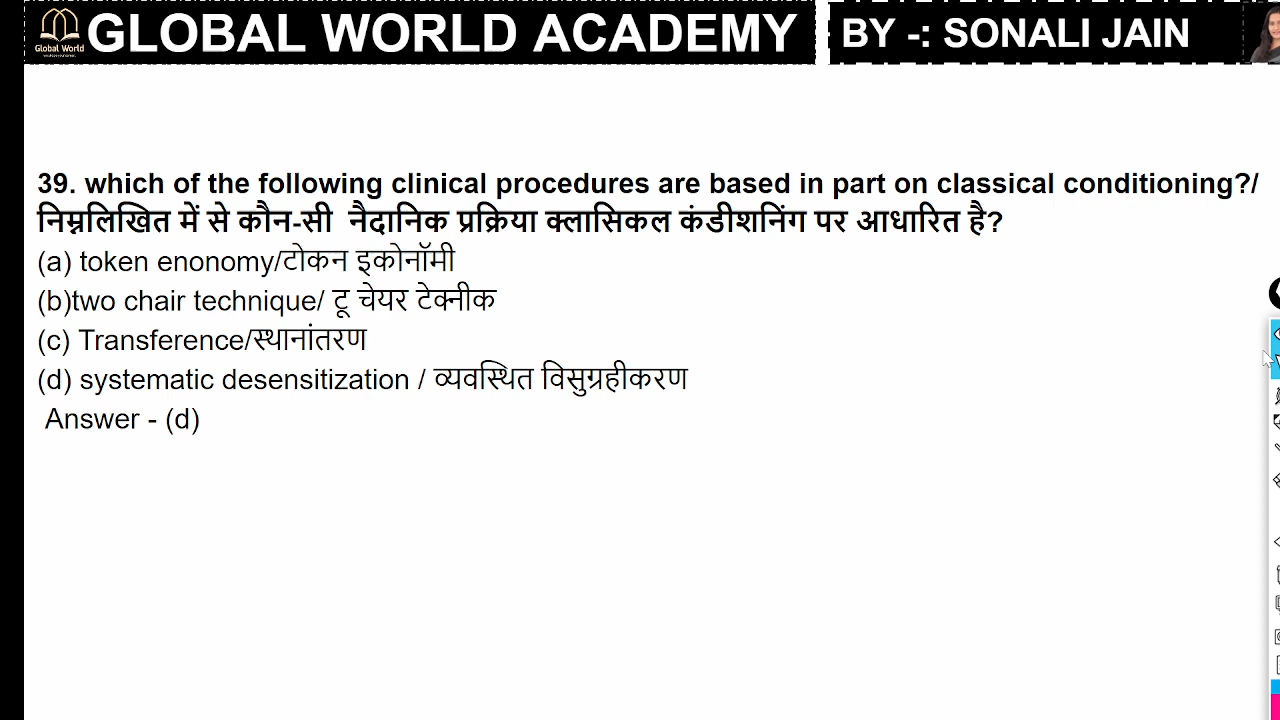 GLOBAL WORLD ACADEMY
BY -: SONALI JAIN
Global World
39. which of the following clinical procedures are based in part on classical conditioning?/
निम्नलिखित में से कौन-सी नैदानिक प्रक्रिया क्लासिकल कंडीशनिंग पर आधारित है?
(a) token enonomy/टोकन इकोनॉमी
(b)two chair technique/ टू चेयर टेक्नीक
(c) Transference/स्थानांतरण
(d) systematic desensitization / व्यवस्थित विसुग्रहीकरण
Answer - (d)